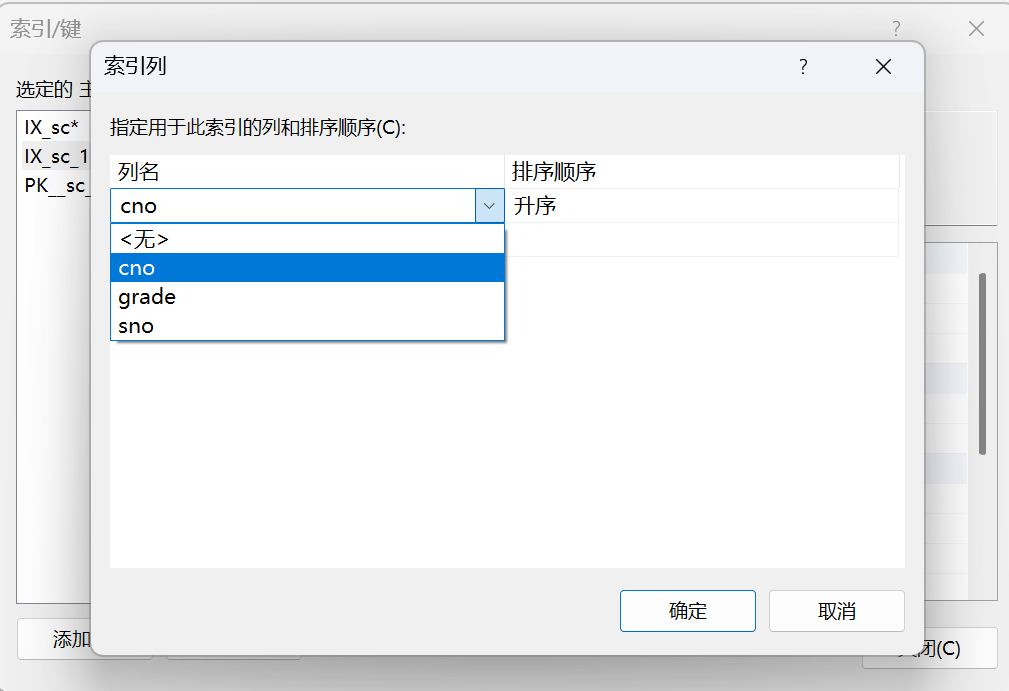 索引/键
?
索引列
?
选定的 主
指定用于此索引的列和排序顺序(C):
IX_sc*
IX_sc_1
PK__sc_
列名 排序顺序
cno 升序
<无>
cno
grade
sno
确定 取消
添加
闭(C)